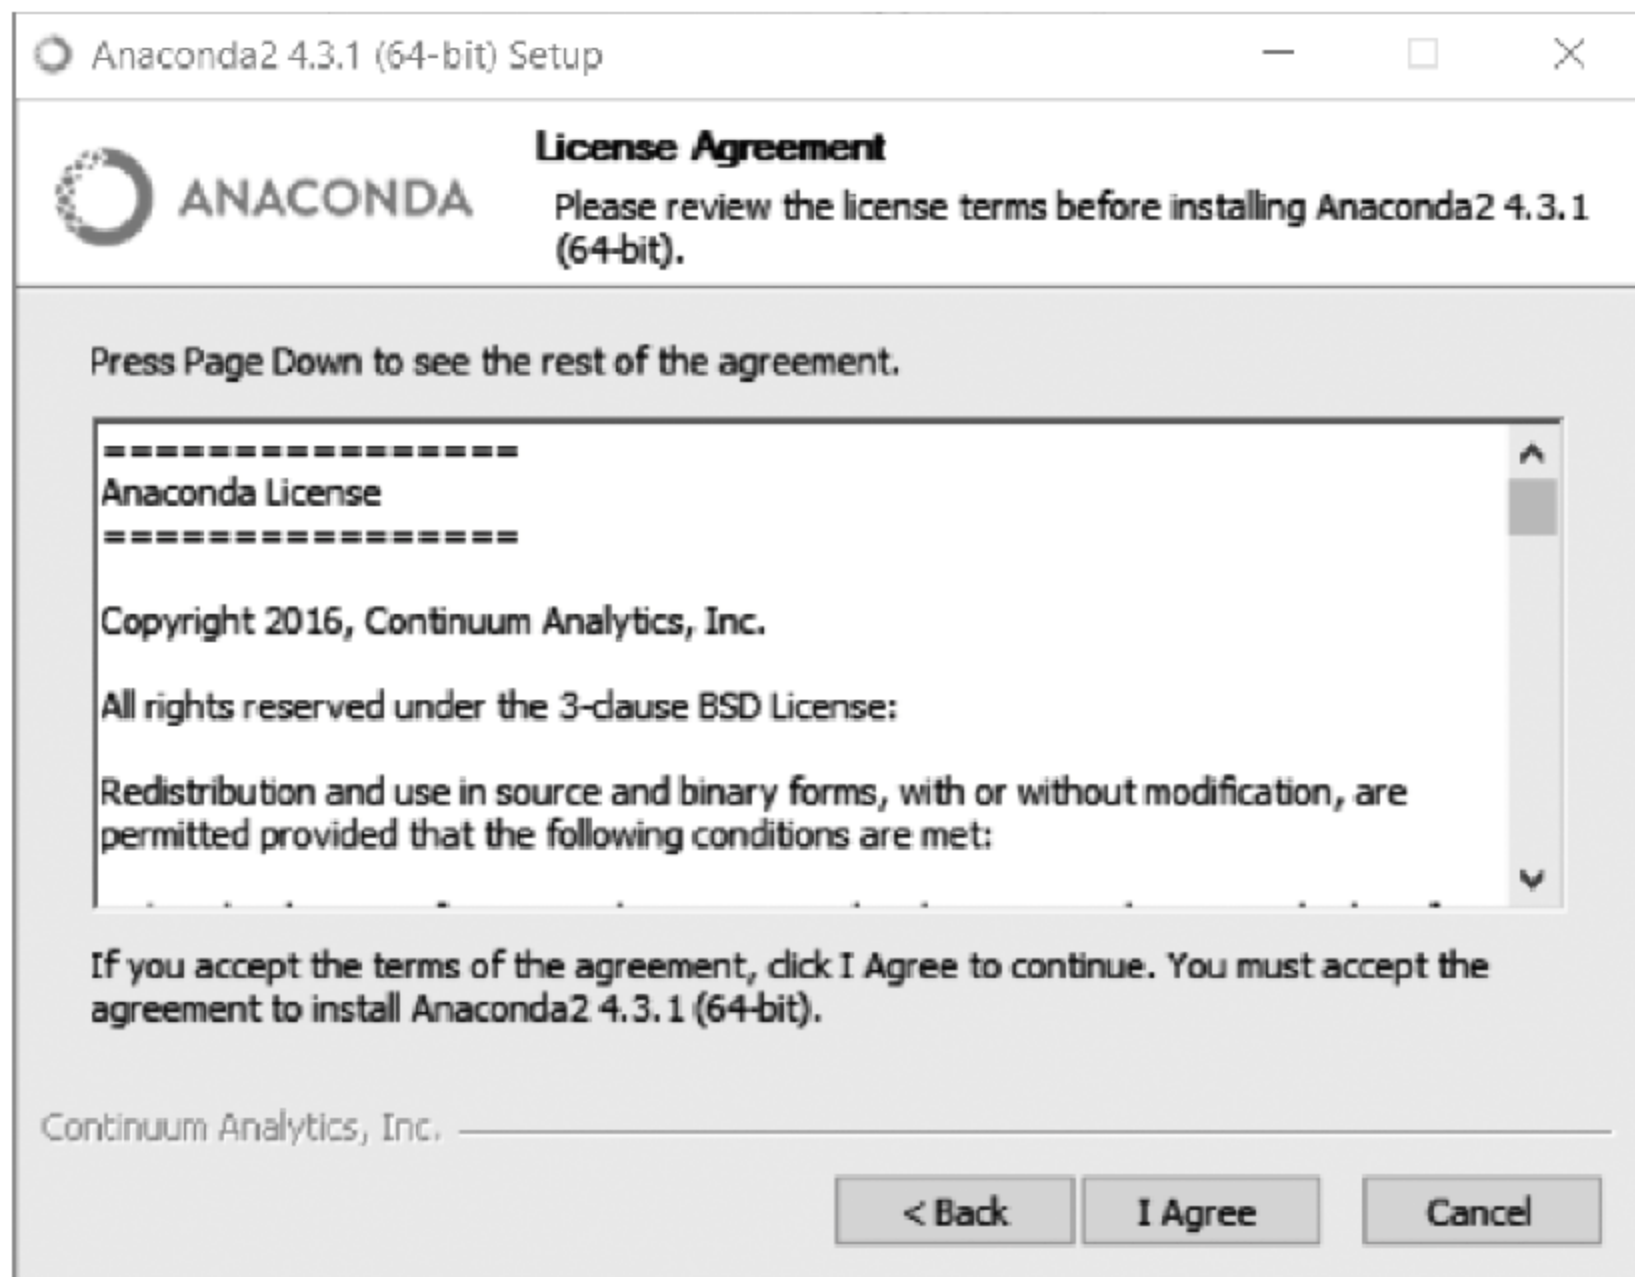 Anaconda2 4.3.1 (64-bit) Setup
ANACONDA
License Agreement
Please review the license terms before installing Anaconda2 4.3.1
(64-bit).
Press Page Down to see the rest of the agreement.
================
Anaconda License
================
Copyright 2016, Continuum Analytics, Inc.
All rights reserved under the 3-clause BSD License:
Redistribution and use in source and binary forms, with or without modification, are
permitted provided that the following conditions are met:
If you accept the terms of the agreement, click I Agree to continue. You must accept the
agreement to install Anaconda2 4.3.1 (64-bit).
Continuum Analytics, Inc.
< Back
I Agree
Cancel